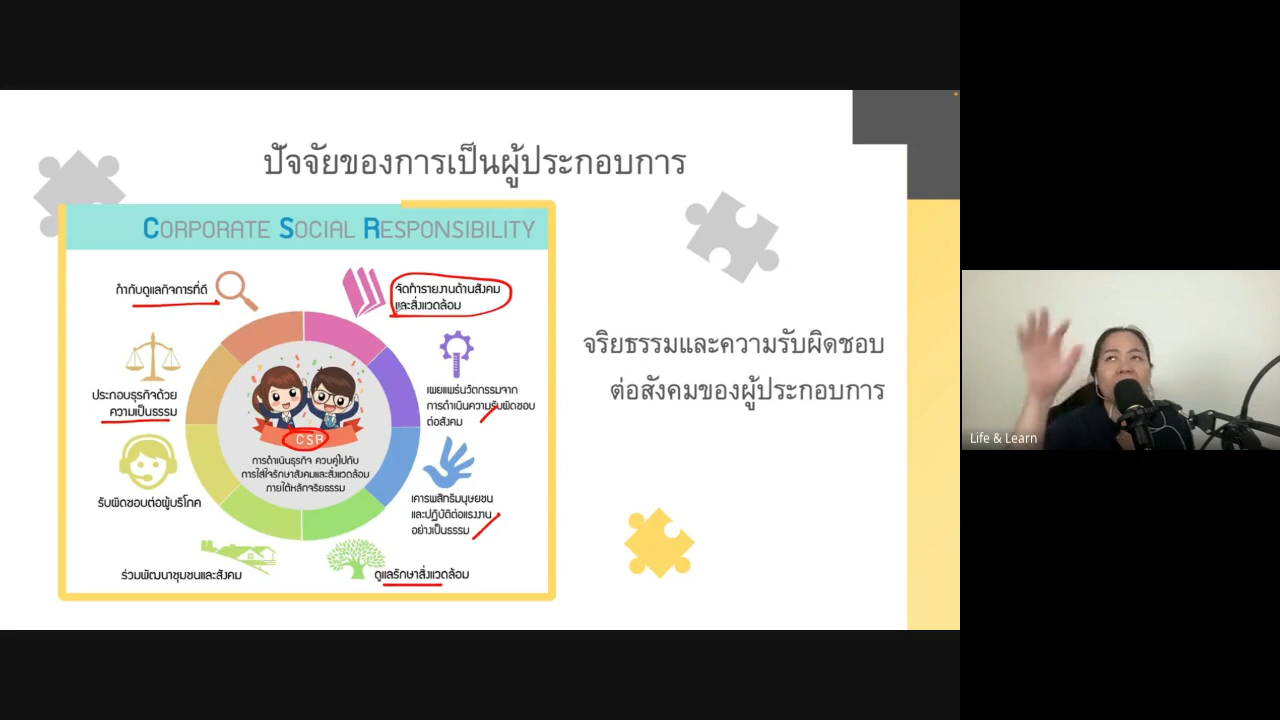 ปัจจัยของการเป็นผู้ประกอบการ
CORPORATE SOCIAL RESPONSIBILITY
กำกับดูแลกิจการที่ดี
จัดทำรายงานด้านสังคม
และสิ่งแวดล้อม
ประกอบธุรกิจด้วย
ความเป็นธรรม
เผยแพร่นวัตกรรมจาก
การดำเนินความรับผิดชอบ
ต่อสังคม
CSR
การดำเนินธุรกิจ ควบคู่ไปกับ
การใส่ใจรักษาสังคมและสิ่งแวดล้อม
ภายใต้หลักจริยธรรม
รับผิดชอบต่อผู้บริโภค
เคารพสิทธิมนุษยชน
และปฏิบัติต่อแรงงาน
อย่างเป็นธรรม
ร่วมพัฒนาชุมชนและสังคม
ดูแลรักษาสิ่งแวดล้อม
จริยธรรมและความรับผิดชอบ
ต่อสังคมของผู้ประกอบการ
Life & Learn